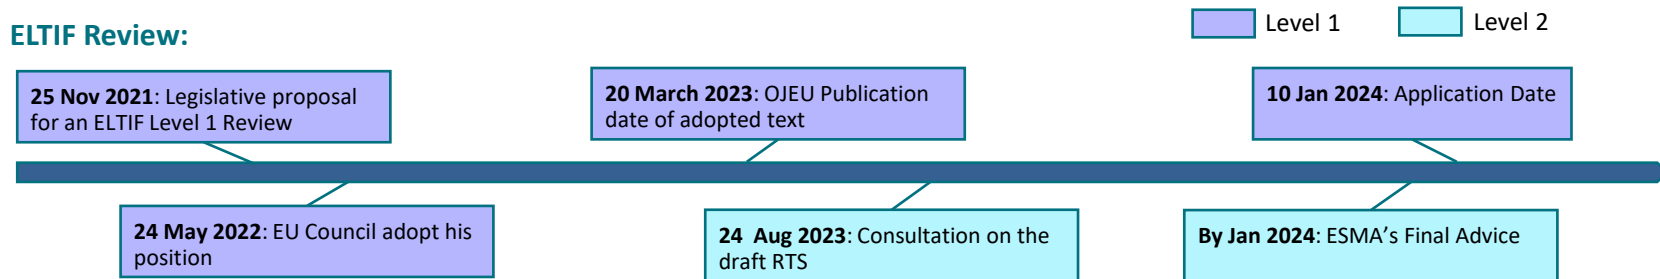 ELTIF Review:
Level 1
Level 2
25 Nov 2021: Legislative proposal
for an ELTIF Level 1 Review
20 March 2023: OJEU Publication
date of adopted text
10 Jan 2024: Application Date
24 May 2022: EU Council adopt his
position
24 Aug 2023: Consultation on the
draft RTS
By Jan 2024: ESMA's Final Advice